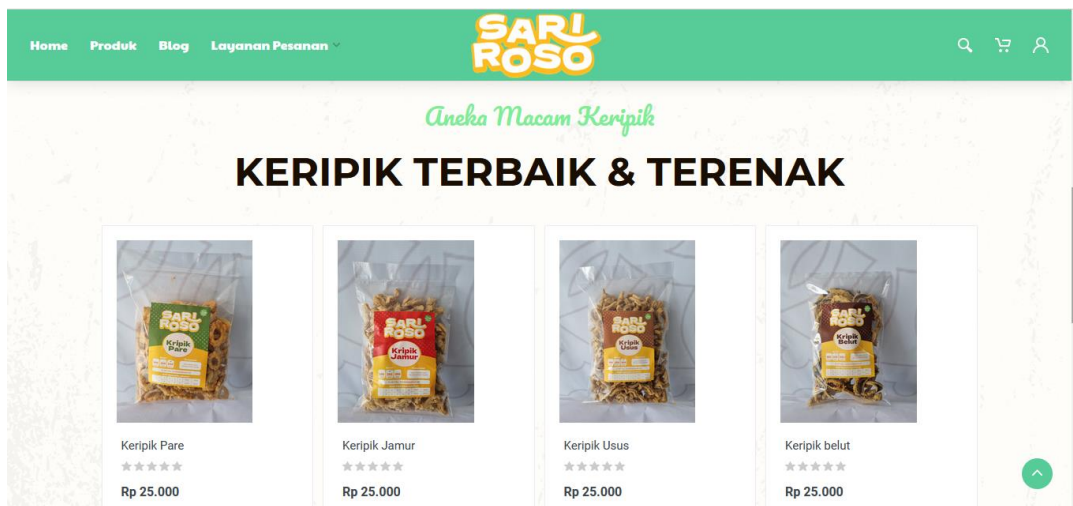 Home Produk Blog Layanan Pesanan
SARI
ROSO
Aneka Macam Keripik
KERIPIK TERBAIK & TERENAK
SARI
ROSO
Kripik
Pare
SARI
ROSO
Kripik
Jamur
SARI
ROSO
Kripik
Usus
SARI
ROSO
Kripik
Belut
Keripik Pare
Keripik Jamur
Keripik Usus
Keripik belut
Rp 25.000
Rp 25.000
Rp 25.000
Rp 25.000